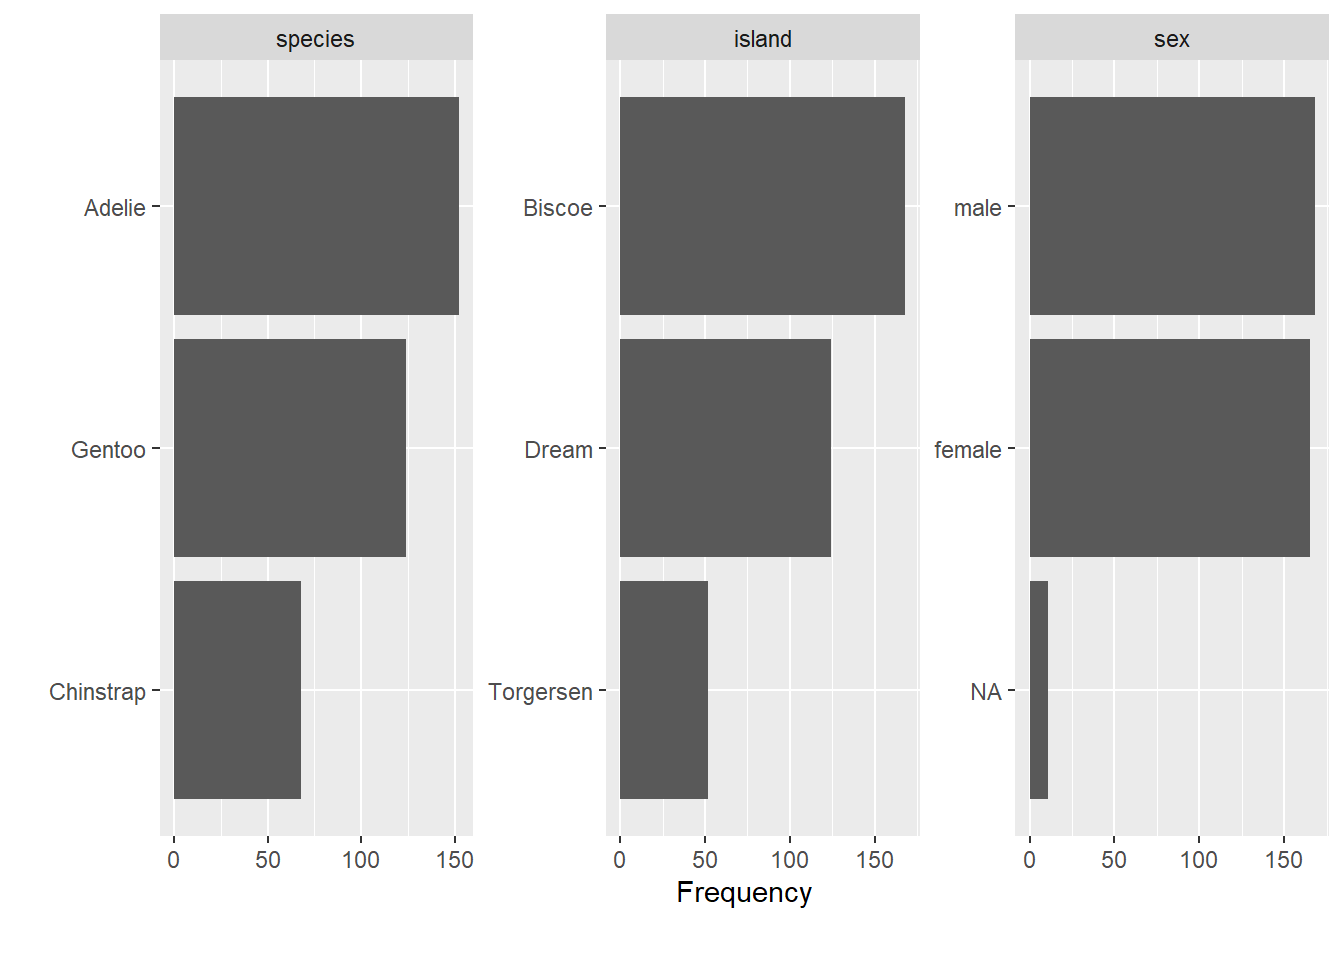 species
island
sex
Adelie
Gentoo
Chinstrap
Biscoe
Dream
Torgersen
male
female
NA
0 50 100 150
0 50 100 150
0 50 100 150
Frequency